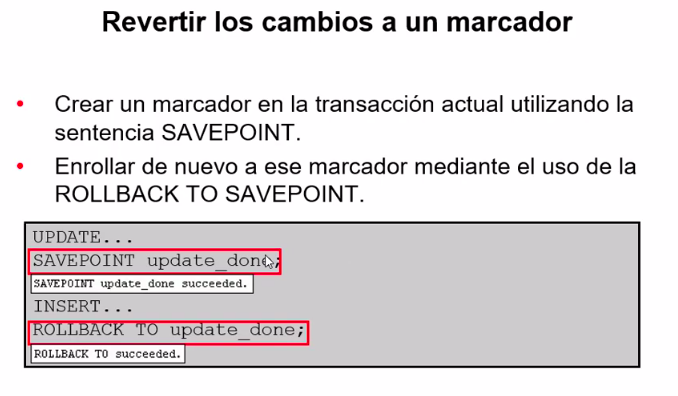 Revertir los cambios a un marcador
• Crear un marcador en la transacción actual utilizando la
sentencia SAVEPOINT.
• Enrollar de nuevo a ese marcador mediante el uso de la
ROLLBACK TO SAVEPOINT.
UPDATE...
SAVEPOINT update_done;
SAVEPOINT update_done succeeded.
INSERT...
ROLLBACK TO update_done;
ROLLBACK TO succeeded.